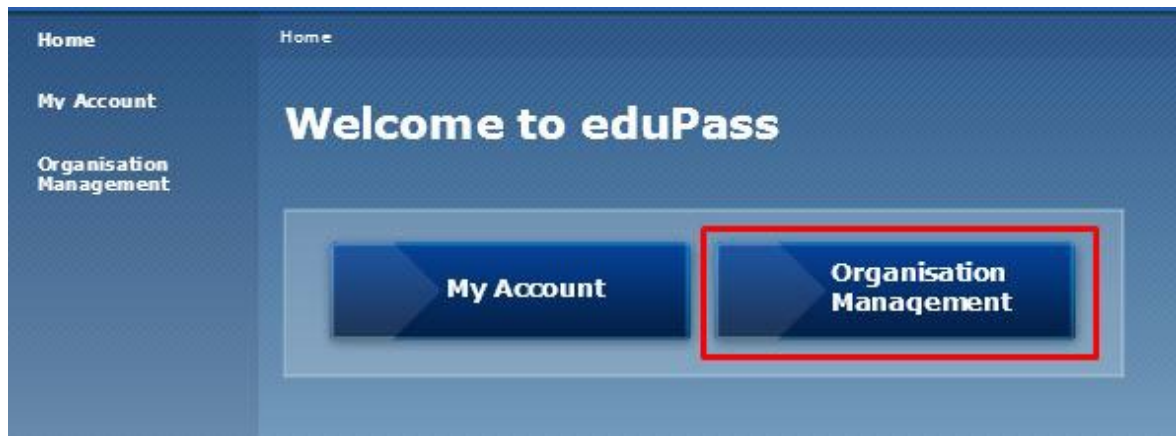 Home
My Account
Organisation
Management
Home
Welcome to eduPass
My Account
Organisation
Management